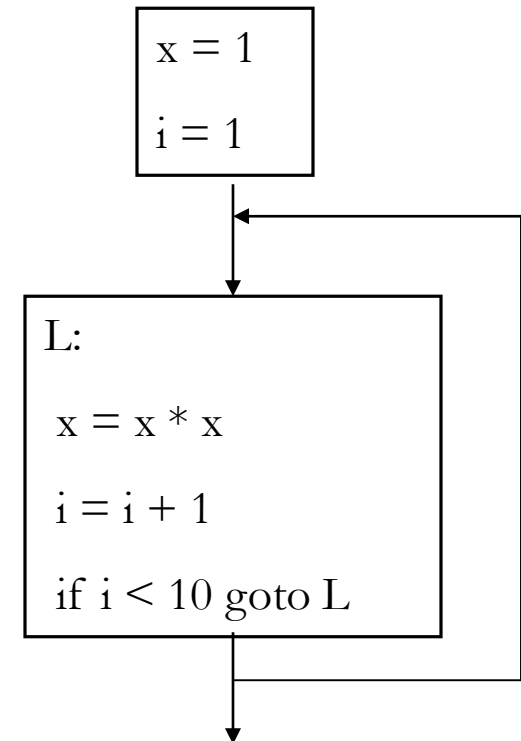 x = 1
i = 1
L:
x = x * x
i = i + 1
if i < 10 goto L